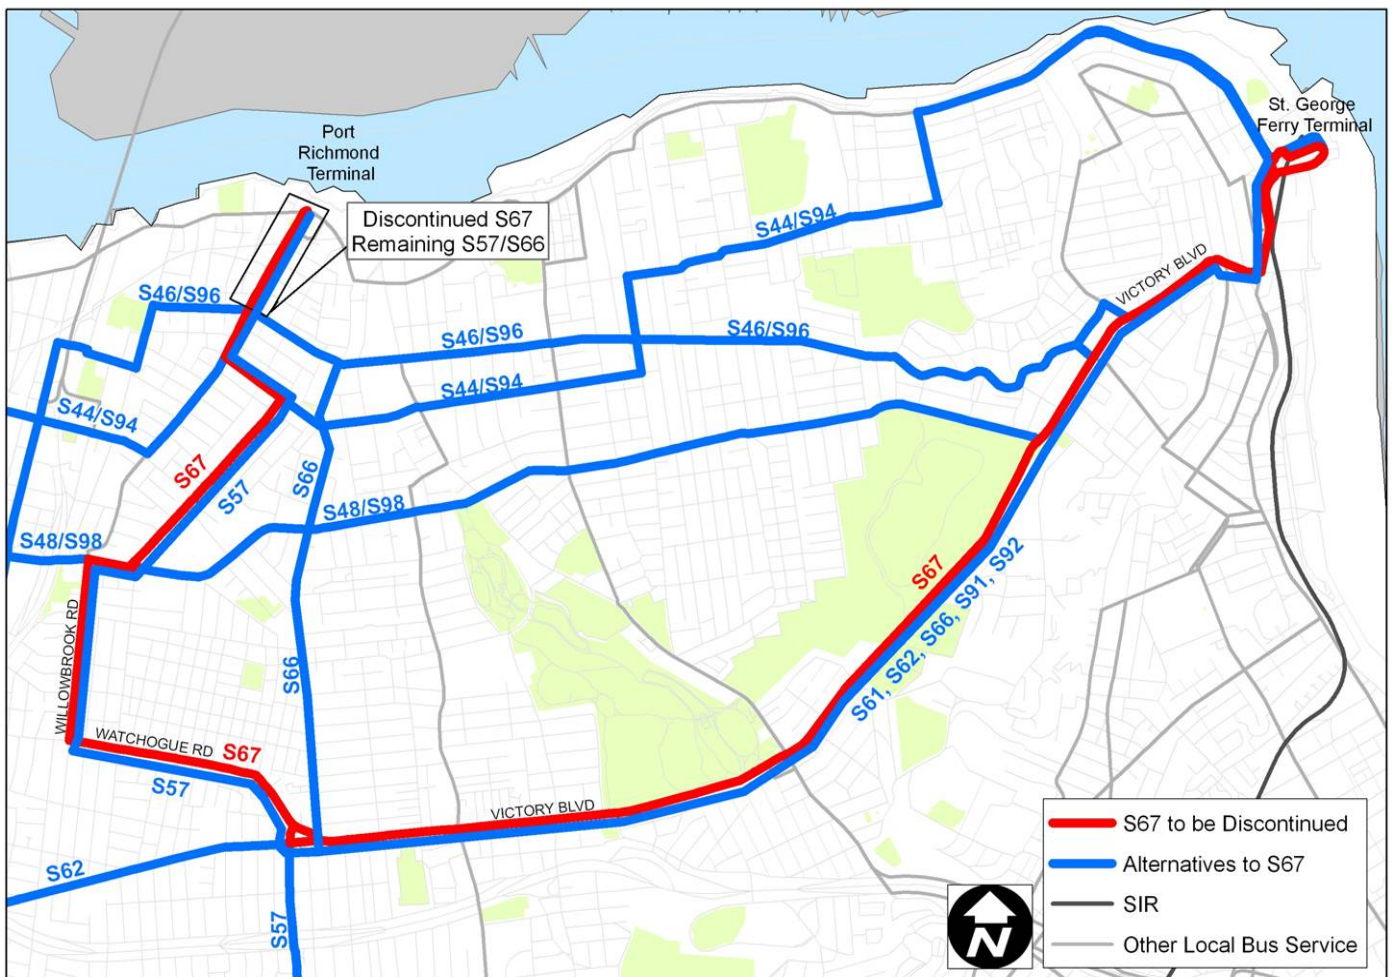 St. George
Ferry Terminal
Port
Richmond
Terminal
Discontinued S67
Remaining S57/S66
S44/S94
VICTORY BLVD
S46/S96
S46/S96
S46/S96
S44/S94
S44/S94
S67
S66
S57
S48/S98
S48/S98
S67
S61, S62, S66, S91, S92
WILLOWBROOK RD
S66
WATCHOGUE RD
S67
S57
VICTORY BLVD
S62
S57
S67 to be Discontinued
Alternatives to S67
SIR
Other Local Bus Service
N